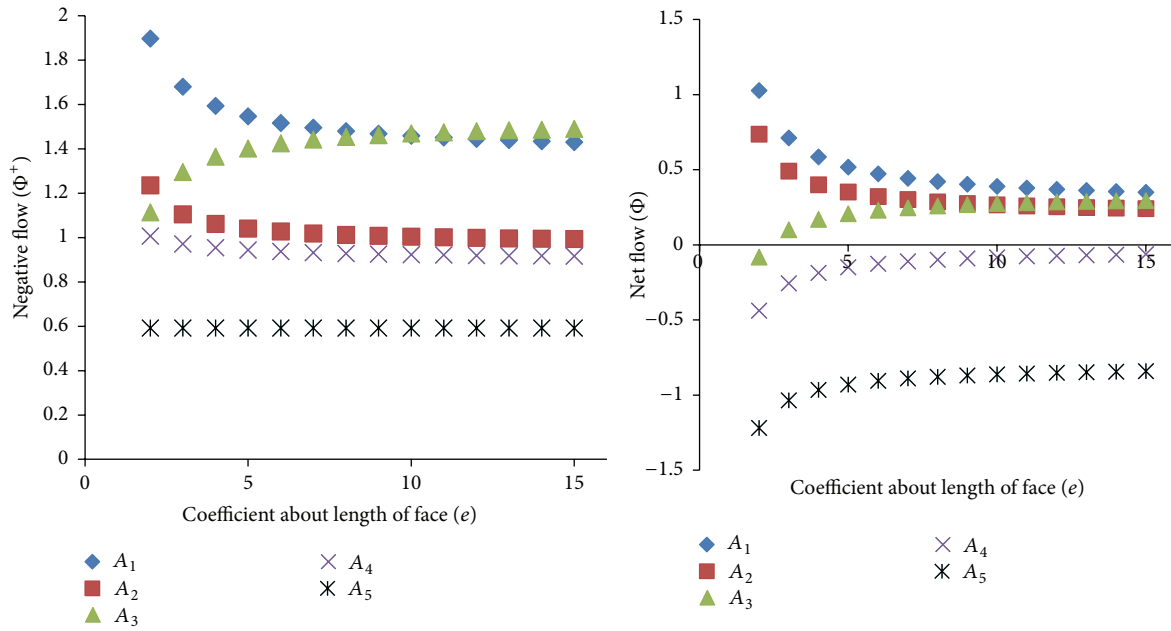 Negative flow (Φ⁺)
2
1.8
1.6
1.4
1.2
1
0.8
0.6
0.4
0.2
0
0 5 10 15
Coefficient about length of face (e)
A₁
A₂
A₃
A₄
A₅
Net flow (Φ)
1.5
1
0.5
0
−0.5
−1
−1.5
0 5 10 15
Coefficient about length of face (e)
A₁
A₂
A₃
A₄
A₅